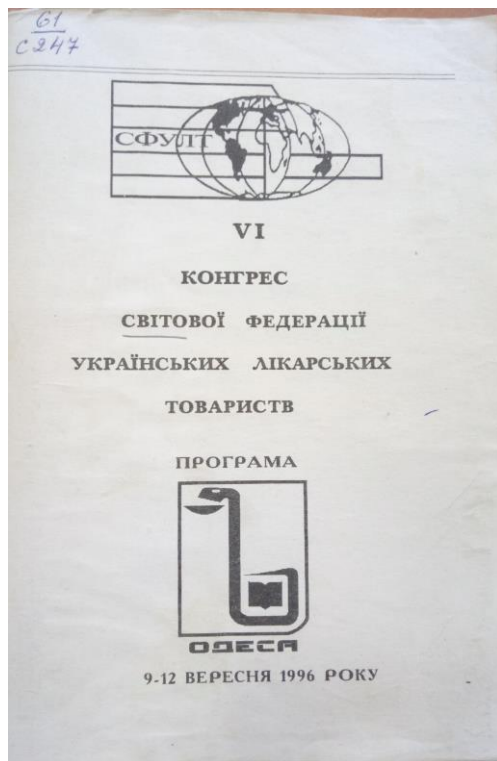 61
С247
СФУЛТ
VI
КОНГРЕС
СВІТОВОЇ ФЕДЕРАЦІЇ
УКРАЇНСЬКИХ ЛІКАРСЬКИХ
ТОВАРИСТВ
ПРОГРАМА
ОДЕСА
9-12 ВЕРЕСНЯ 1996 РОКУ